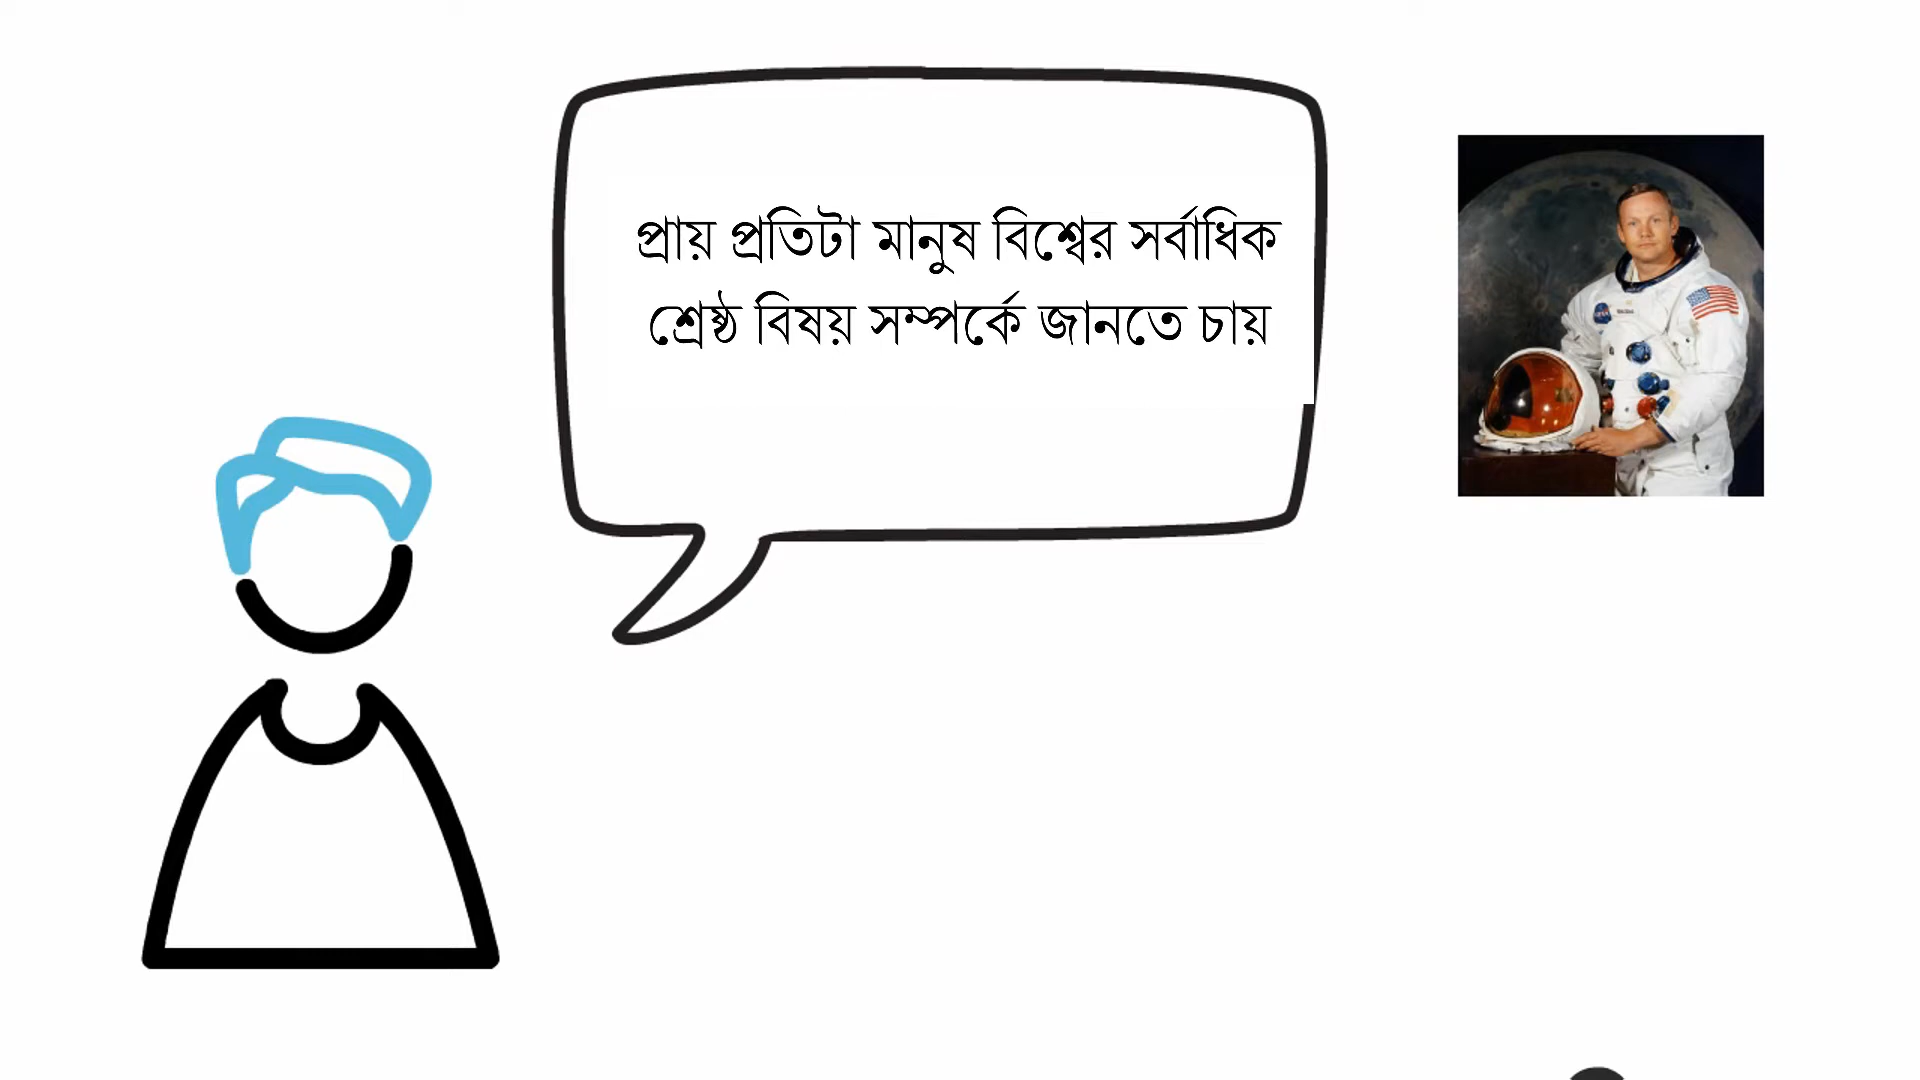 প্রায় প্রতিটা মানুষ বিশ্বের সর্বাধিক
শ্রেষ্ঠ বিষয় সম্পর্কে জানতে চায়